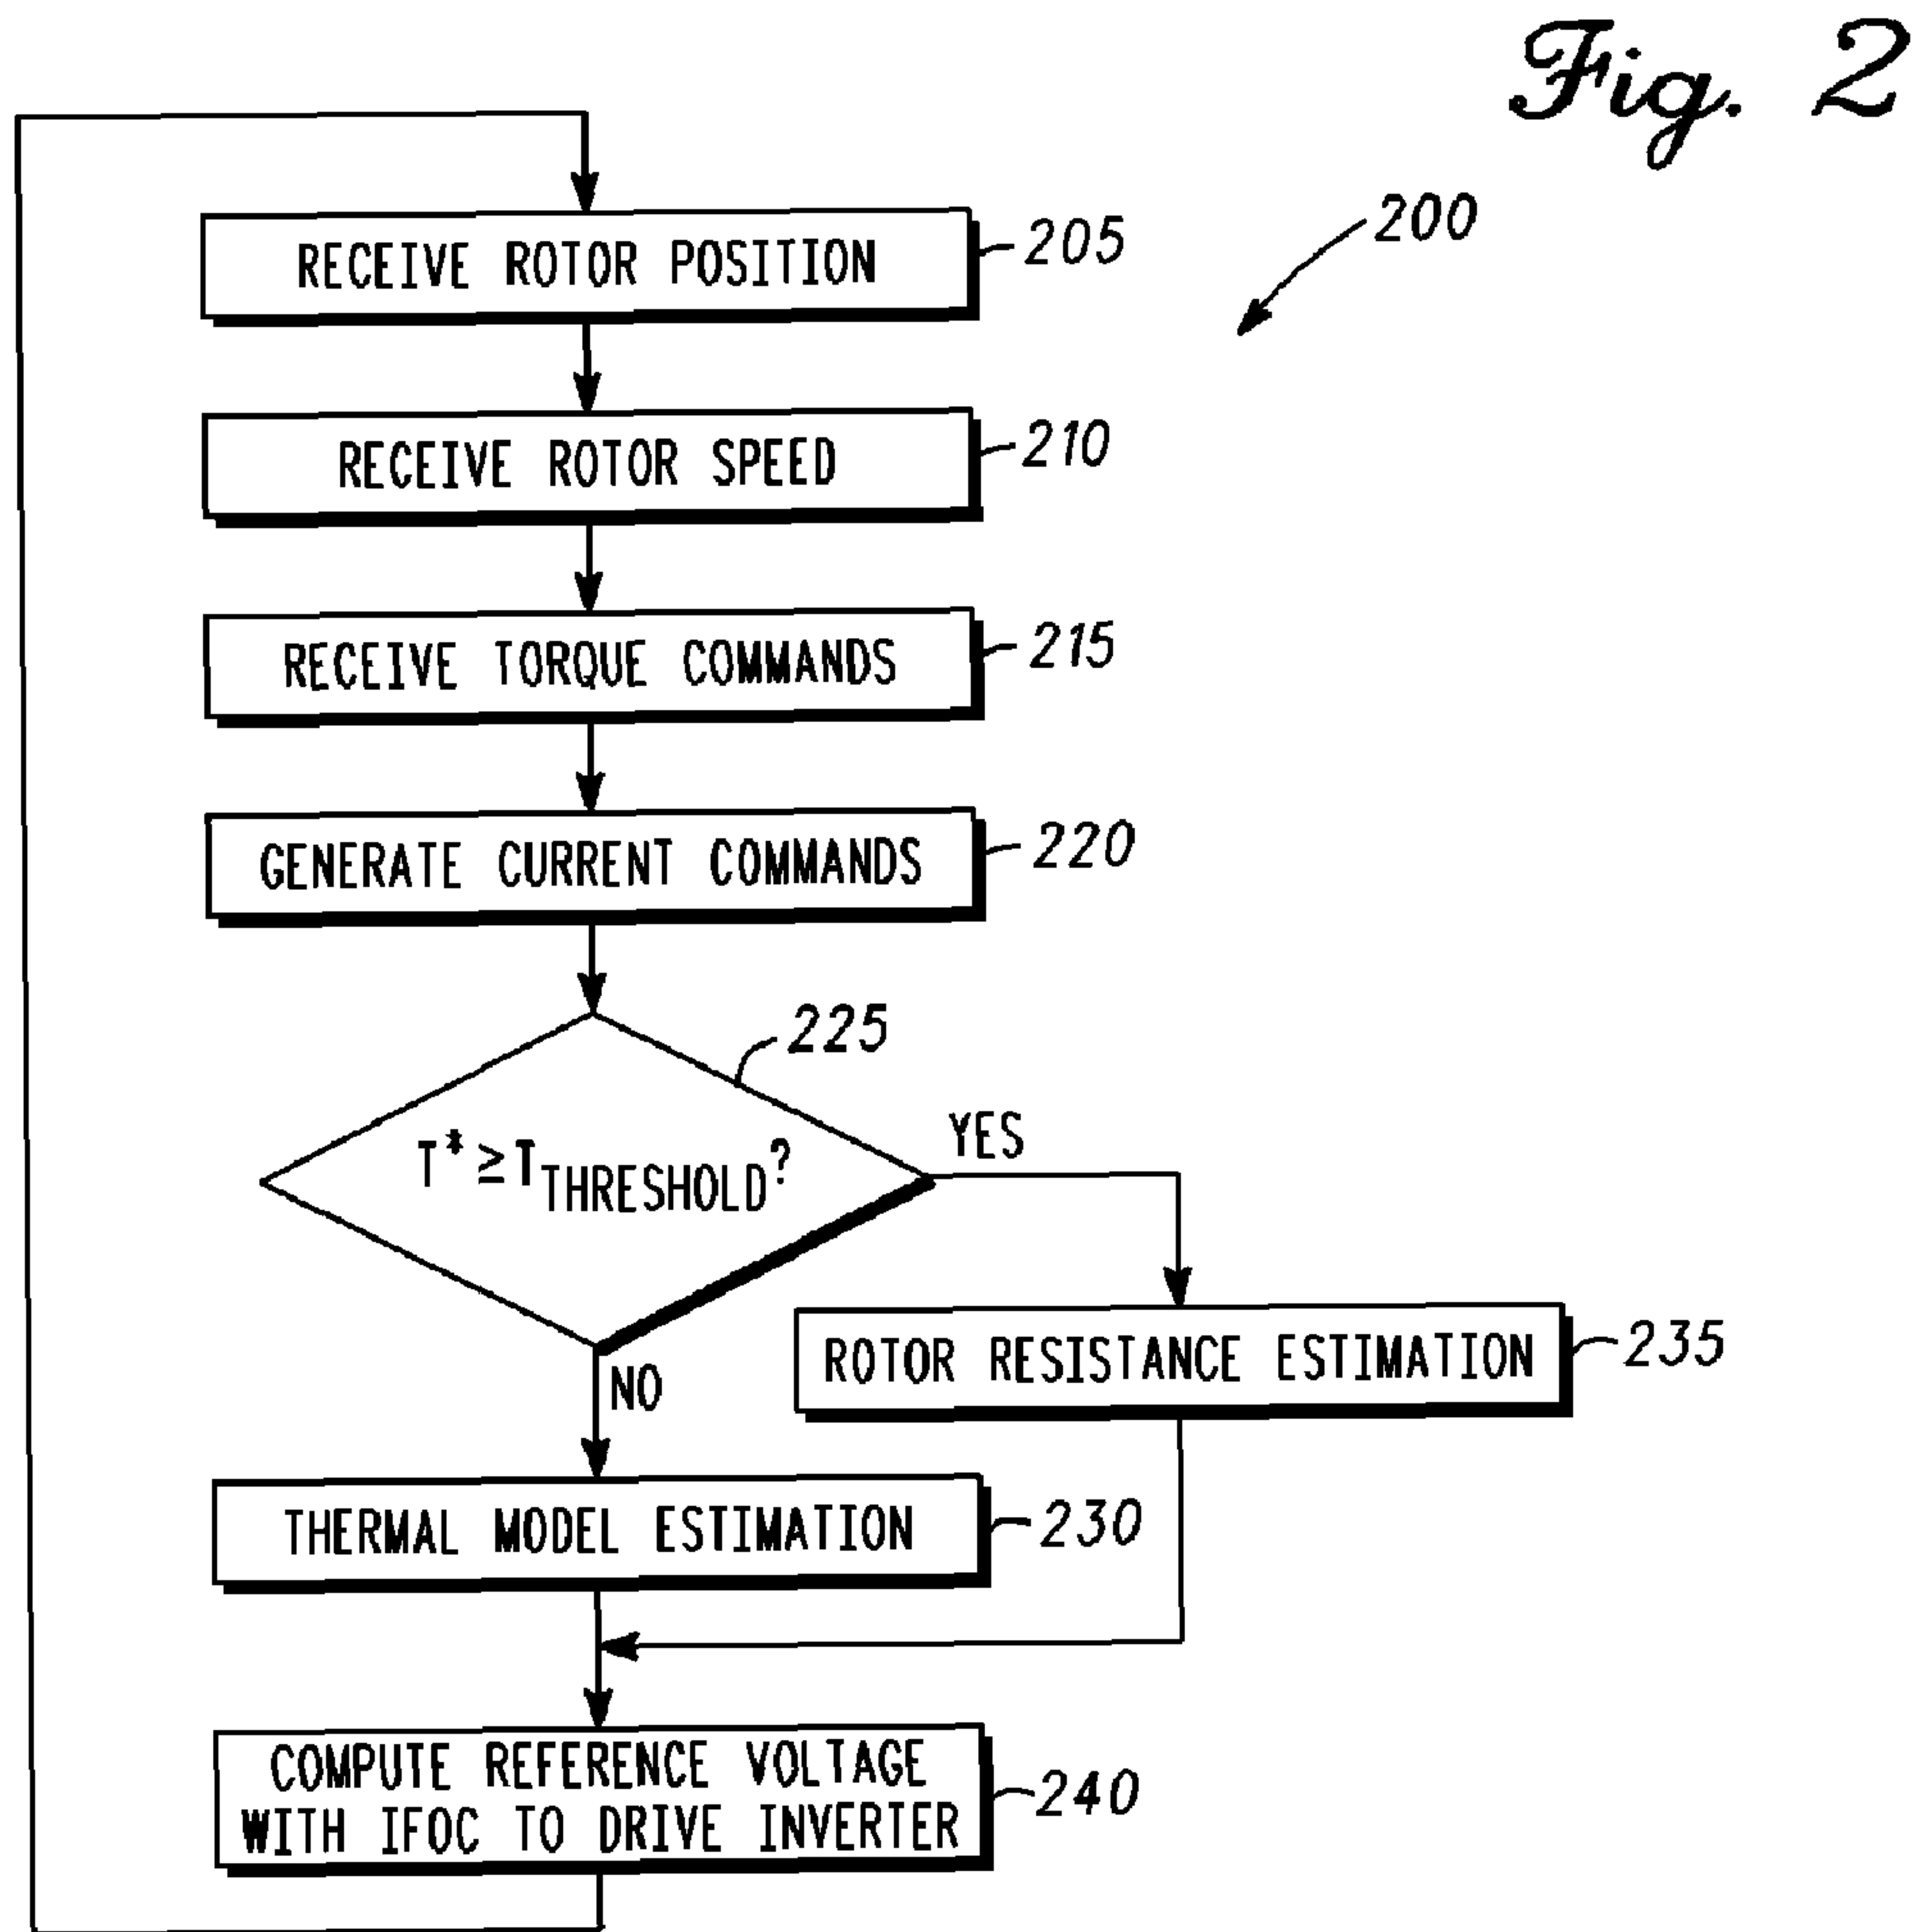 Fig. 2
200
RECEIVE ROTOR POSITION
205
RECEIVE ROTOR SPEED
210
RECEIVE TORQUE COMMANDS
215
GENERATE CURRENT COMMANDS
220
225
T* ≥ T THRESHOLD?
YES
NO
ROTOR RESISTANCE ESTIMATION
235
THERMAL MODEL ESTIMATION
230
COMPUTE REFERENCE VOLTAGE
WITH IFOC TO DRIVE INVERTER
240